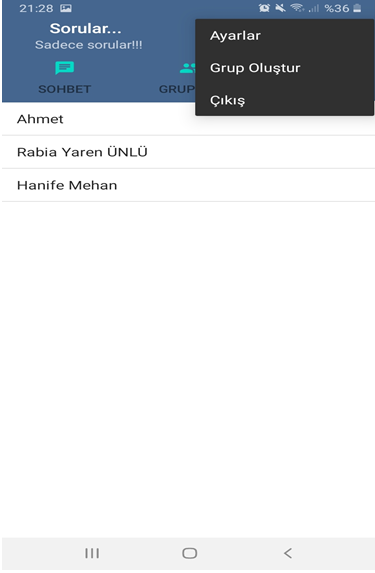 21:28 %36
Sorular...
Sadece sorular!!!
SOHBET GRUP
Ayarlar
Grup Oluştur
Çıkış
Ahmet
Rabia Yaren ÜNLÜ
Hanife Mehan